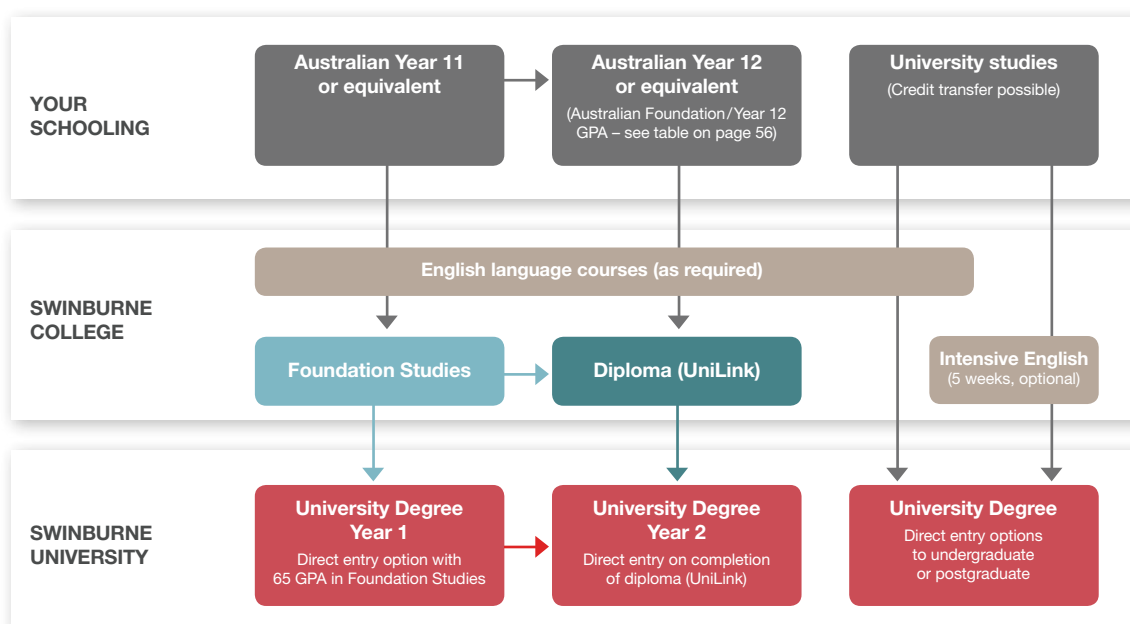 YOUR
SCHOOLING
Australian Year 11
or equivalent
Australian Year 12
or equivalent
(Australian Foundation/Year 12
GPA – see table on page 56)
University studies
(Credit transfer possible)
SWINBURNE
COLLEGE
English language courses (as required)
Foundation Studies
Diploma (UniLink)
Intensive English
(5 weeks, optional)
SWINBURNE
UNIVERSITY
University Degree
Year 1
Direct entry option with
65 GPA in Foundation Studies
University Degree
Year 2
Direct entry on completion
of diploma (UniLink)
University Degree
Direct entry options
to undergraduate
or postgraduate